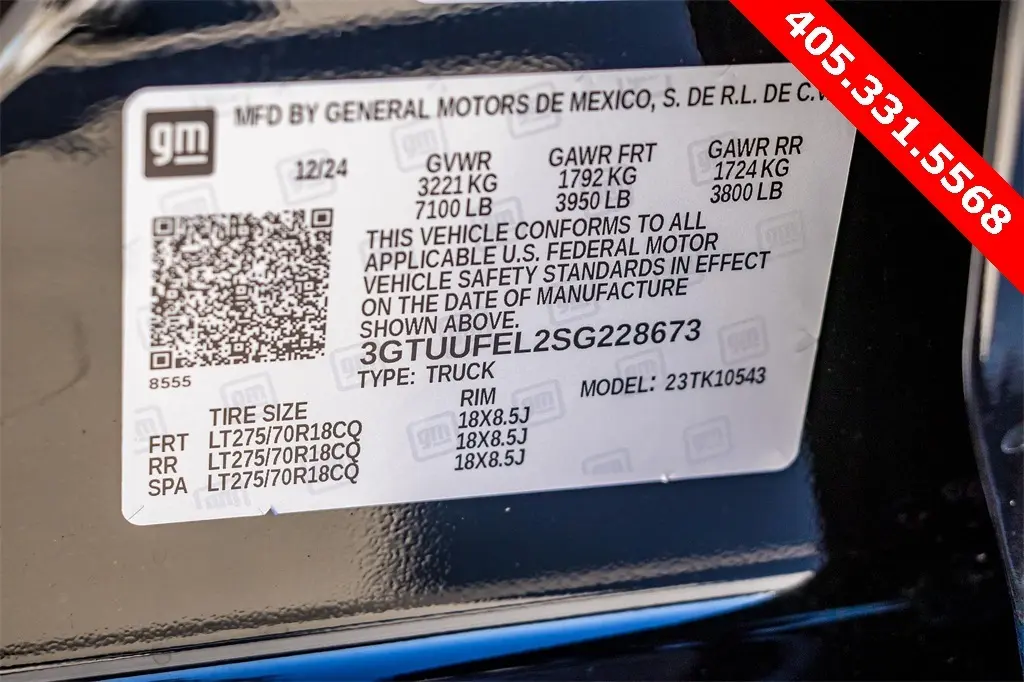 405.331.5568
MFD BY GENERAL MOTORS DE MEXICO, S. DE R.L. DE C.V.
gm
12/24
GVWR GAWR FRT GAWR RR
3221 KG 1792 KG 1724 KG
7100 LB 3950 LB 3800 LB
THIS VEHICLE CONFORMS TO ALL
APPLICABLE U.S. FEDERAL MOTOR
VEHICLE SAFETY STANDARDS IN EFFECT
ON THE DATE OF MANUFACTURE
SHOWN ABOVE.
3GTUUFEL2SG228673
8555
TYPE: TRUCK MODEL: 23TK10543
TIRE SIZE RIM
FRT LT275/70R18CQ 18X8.5J
RR LT275/70R18CQ 18X8.5J
SPA LT275/70R18CQ 18X8.5J